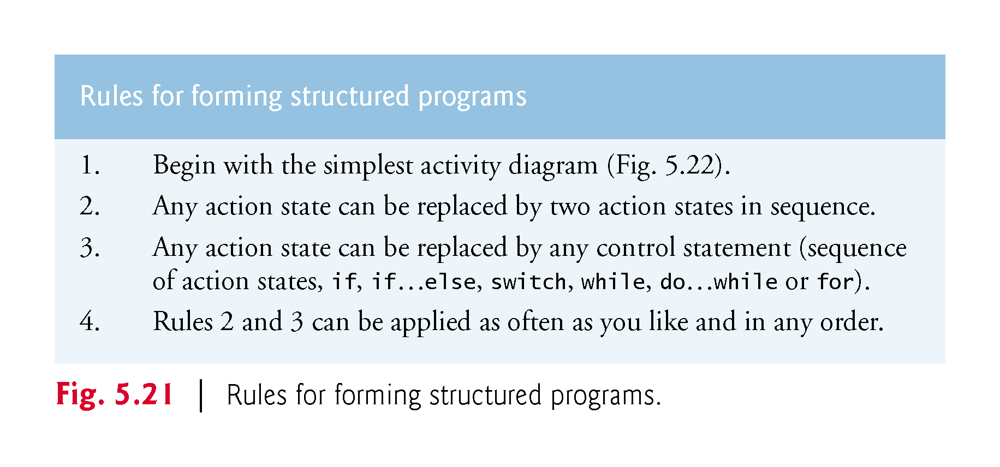 Rules for forming structured programs
1. Begin with the simplest activity diagram (Fig. 5.22).
2. Any action state can be replaced by two action states in sequence.
3. Any action state can be replaced by any control statement (sequence
of action states, if, if...else, switch, while, do...while or for).
4. Rules 2 and 3 can be applied as often as you like and in any order.
Fig. 5.21 | Rules for forming structured programs.